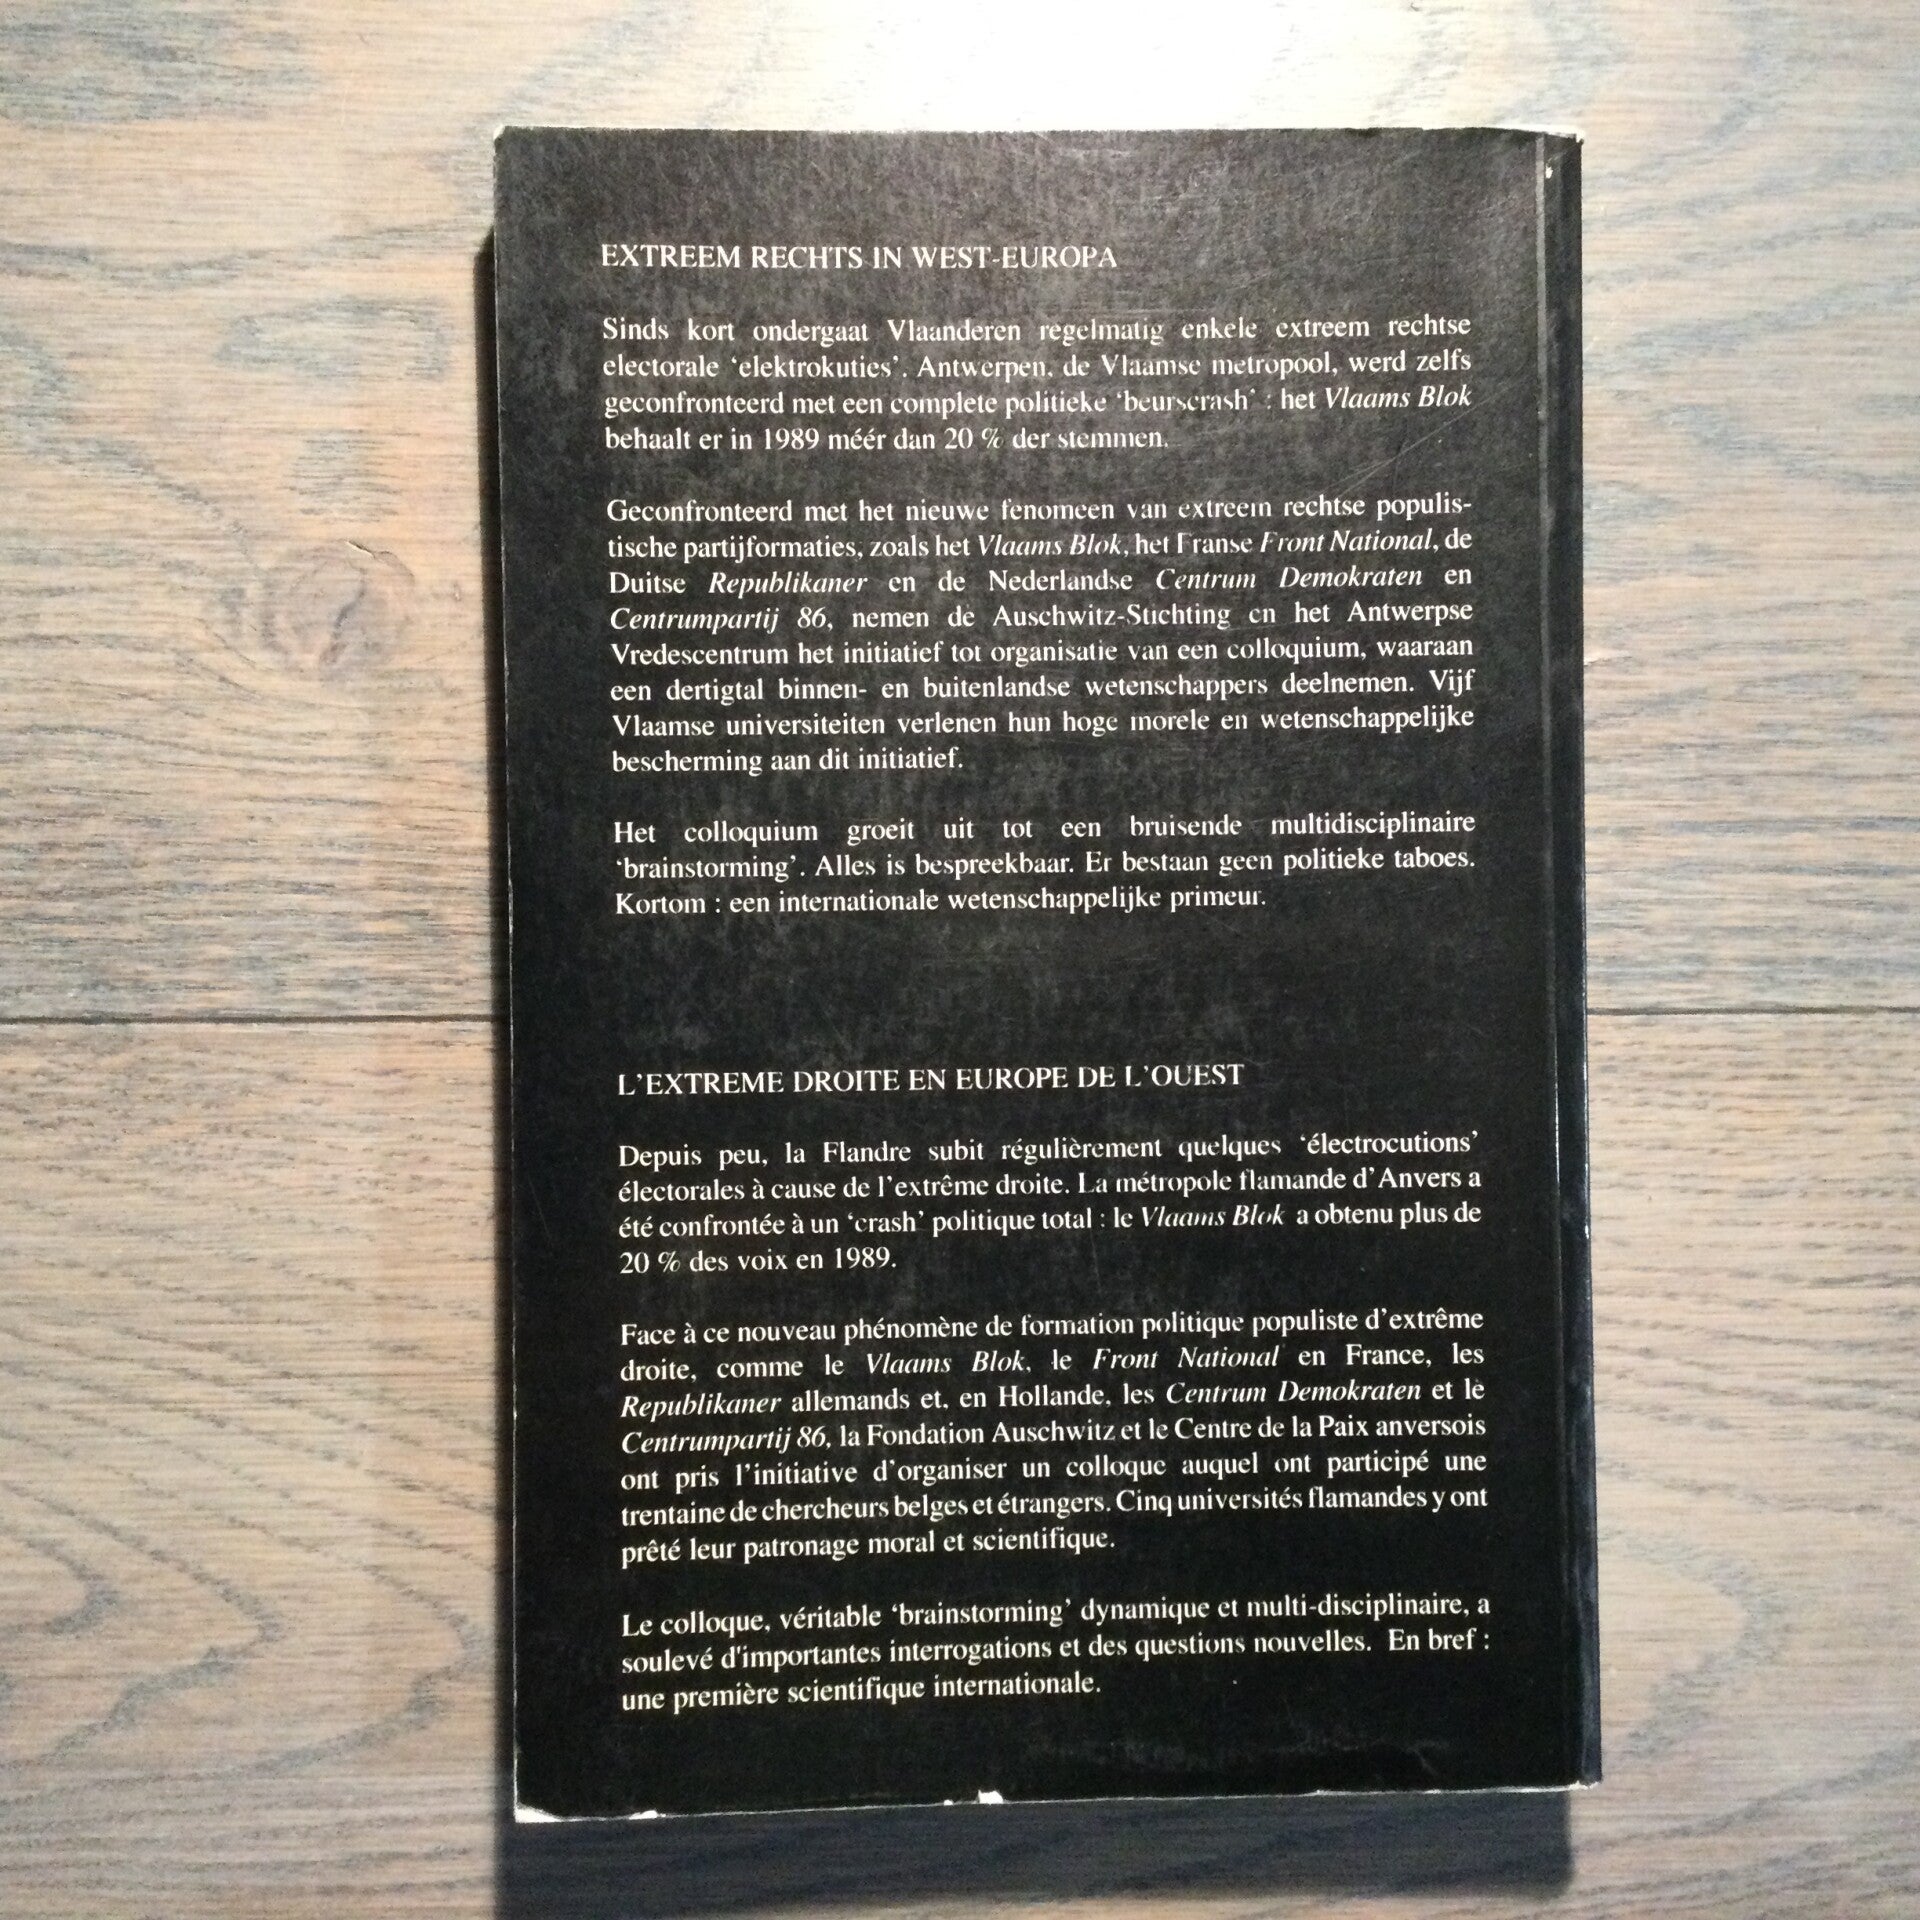 EXTREEM RECHTS IN WEST-EUROPA
Sinds kort ondergaat Vlaanderen regelmatig enkele extreem rechtse
electorale ‘elektrokuties’. Antwerpen, de Vlaamse metropool, werd zelfs
geconfronteerd met een complete politieke ‘beurscrash’ : het Vlaams Blok
behaalt er in 1989 méér dan 20 % der stemmen.
Geconfronteerd met het nieuwe fenomeen van extreem rechtse populis-
tische partijformaties, zoals het Vlaams Blok, het Franse Front National, de
Duitse Republikaner en de Nederlandse Centrum Demokraten en
Centrumpartij 86, nemen de Auschwitz-Stichting en het Antwerpse
Vredescentrum het initiatief tot organisatie van een colloquium, waaraan
een dertigtal binnen- en buitenlandse wetenschappers deelnemen. Vijf
Vlaamse universiteiten verlenen hun hoge morele en wetenschappelijke
bescherming aan dit initiatief.
Het colloquium groeit uit tot een bruisende multidisciplinaire
‘brainstorming’. Alles is bespreekbaar. Er bestaan geen politieke taboes.
Kortom : een internationale wetenschappelijke primeur.
L’EXTREME DROITE EN EUROPE DE L’OUEST
Depuis peu, la Flandre subit régulièrement quelques ‘électrocutions’
électorales à cause de l’extrême droite. La métropole flamande d’Anvers a
été confrontée à un ‘crash’ politique total : le Vlaams Blok a obtenu plus de
20 % des voix en 1989.
Face à ce nouveau phénomène de formation politique populiste d’extrême
droite, comme le Vlaams Blok, le Front National en France, les
Republikaner allemands et, en Hollande, les Centrum Demokraten et le
Centrumpartij 86, la Fondation Auschwitz et le Centre de la Paix anversois
ont pris l’initiative d’organiser un colloque auquel ont participé une
trentaine de chercheurs belges et étrangers. Cinq universités flamandes y ont
prêté leur patronage moral et scientifique.
Le colloque, véritable ‘brainstorming’ dynamique et multi-disciplinaire, a
soulevé d'importantes interrogations et des questions nouvelles. En bref :
une première scientifique internationale.